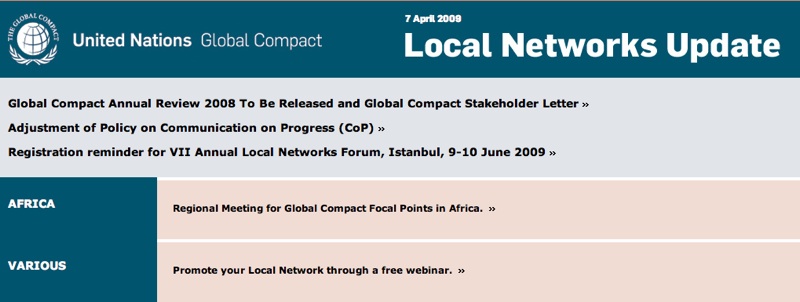 THE GLOBAL COMPACT
United Nations Global Compact
7 April 2009
Local Networks Update
Global Compact Annual Review 2008 To Be Released and Global Compact Stakeholder Letter »
Adjustment of Policy on Communication on Progress (CoP) »
Registration reminder for VII Annual Local Networks Forum, Istanbul, 9-10 June 2009 »
AFRICA
Regional Meeting for Global Compact Focal Points in Africa. »
VARIOUS
Promote your Local Network through a free webinar. »